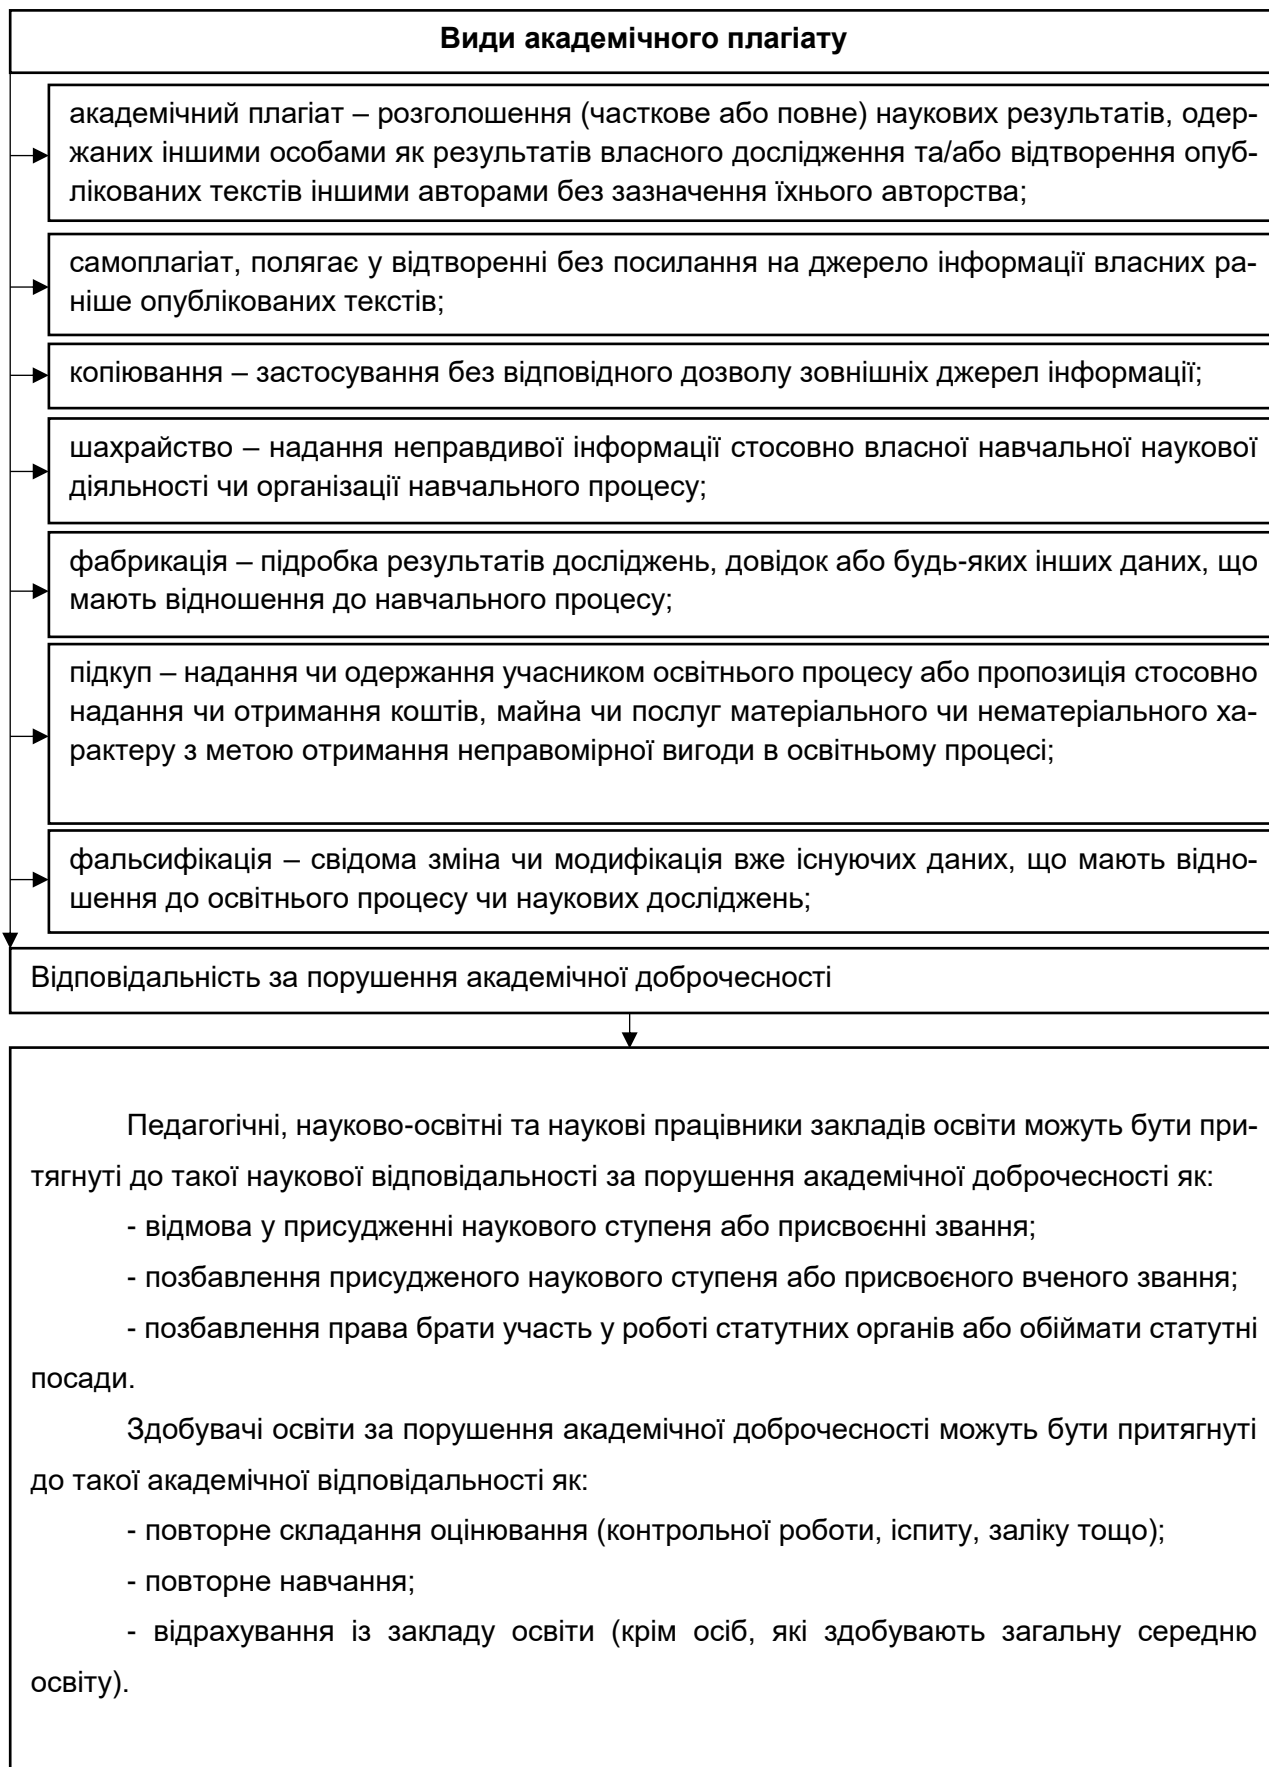 Види академічного плагіату
академічний плагіат – розголошення (часткове або повне) наукових результатів, одер-
жаних іншими особами як результатів власного дослідження та/або відтворення опуб-
лікованих текстів іншими авторами без зазначення їхнього авторства;
самоплагіат, полягає у відтворенні без посилання на джерело інформації власних ра-
ніше опублікованих текстів;
копіювання – застосування без відповідного дозволу зовнішніх джерел інформації;
шахрайство – надання неправдивої інформації стосовно власної навчальної наукової
діяльності чи організації навчального процесу;
фабрикація – підробка результатів досліджень, довідок або будь-яких інших даних, що
мають відношення до навчального процесу;
підкуп – надання чи одержання учасником освітнього процесу або пропозиція стосовно
надання чи отримання коштів, майна чи послуг матеріального чи нематеріального ха-
рактеру з метою отримання неправомірної вигоди в освітньому процесі;
фальсифікація – свідома зміна чи модифікація вже існуючих даних, що мають відно-
шення до освітнього процесу чи наукових досліджень;
Відповідальність за порушення академічної доброчесності
Педагогічні, науково-освітні та наукові працівники закладів освіти можуть бути при-
тягнуті до такої наукової відповідальності за порушення академічної доброчесності як:
- відмова у присудженні наукового ступеня або присвоєнні звання;
- позбавлення присудженого наукового ступеня або присвоєного вченого звання;
- позбавлення права брати участь у роботі статутних органів або обіймати статутні
посади.
Здобувачі освіти за порушення академічної доброчесності можуть бути притягнуті
до такої академічної відповідальності як:
- повторне складання оцінювання (контрольної роботи, іспиту, заліку тощо);
- повторне навчання;
- відрахування із закладу освіти (крім осіб, які здобувають загальну середню
освіту).